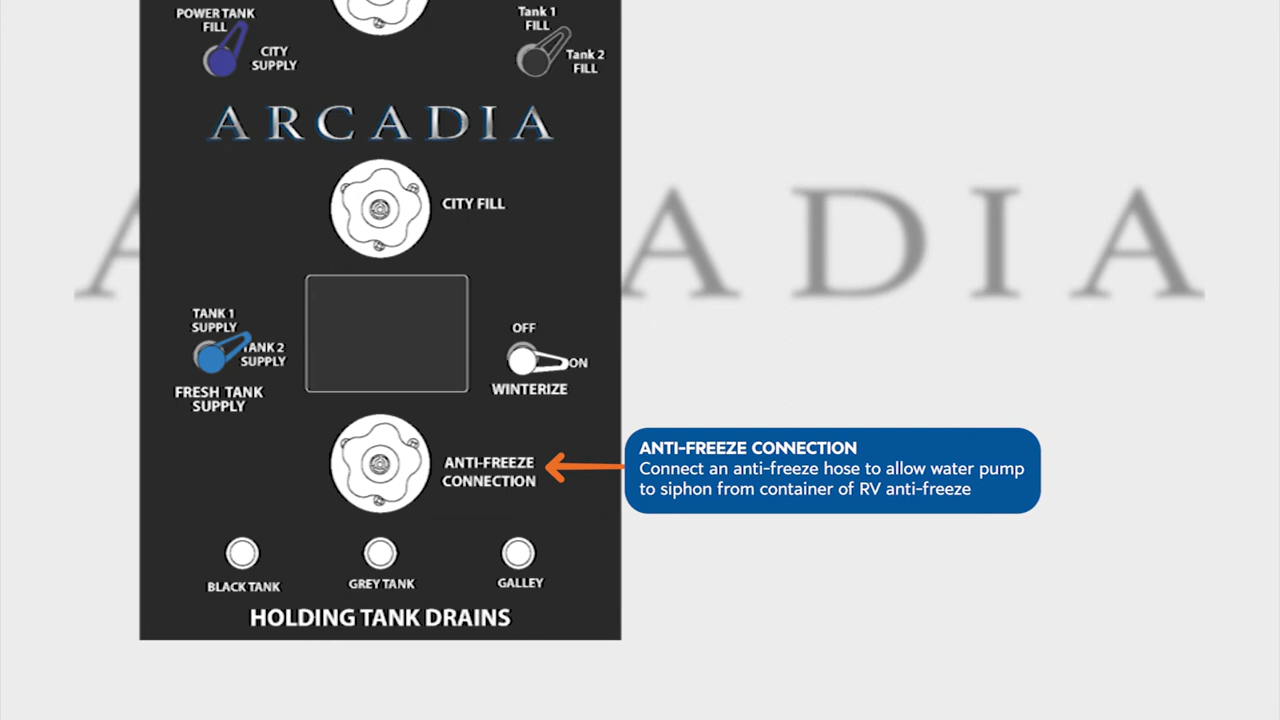 POWER TANK
FILL
CITY
SUPPLY
Tank 1
FILL
Tank 2
FILL
ARCADIA
CITY FILL
TANK 1
SUPPLY
TANK 2
SUPPLY
FRESH TANK
SUPPLY
OFF
ON
WINTERIZE
ANTI-FREEZE
CONNECTION
ANTI-FREEZE CONNECTION
Connect an anti-freeze hose to allow water pump
to siphon from container of RV anti-freeze
BLACK TANK
GREY TANK
GALLEY
HOLDING TANK DRAINS
A ADIA